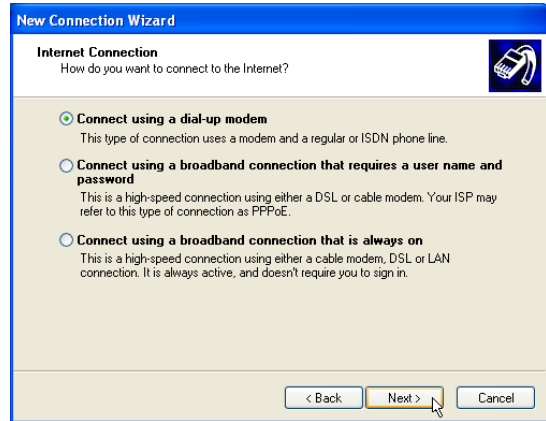 New Connection Wizard
Internet Connection
How do you want to connect to the Internet?
Connect using a dial-up modem
This type of connection uses a modem and a regular or ISDN phone line.
Connect using a broadband connection that requires a user name and
password
This is a high-speed connection using either a DSL or cable modem. Your ISP may
refer to this type of connection as PPPoE.
Connect using a broadband connection that is always on
This is a high-speed connection using either a cable modem, DSL or LAN
connection. It is always active, and doesn't require you to sign in.
< Back
Next >
Cancel